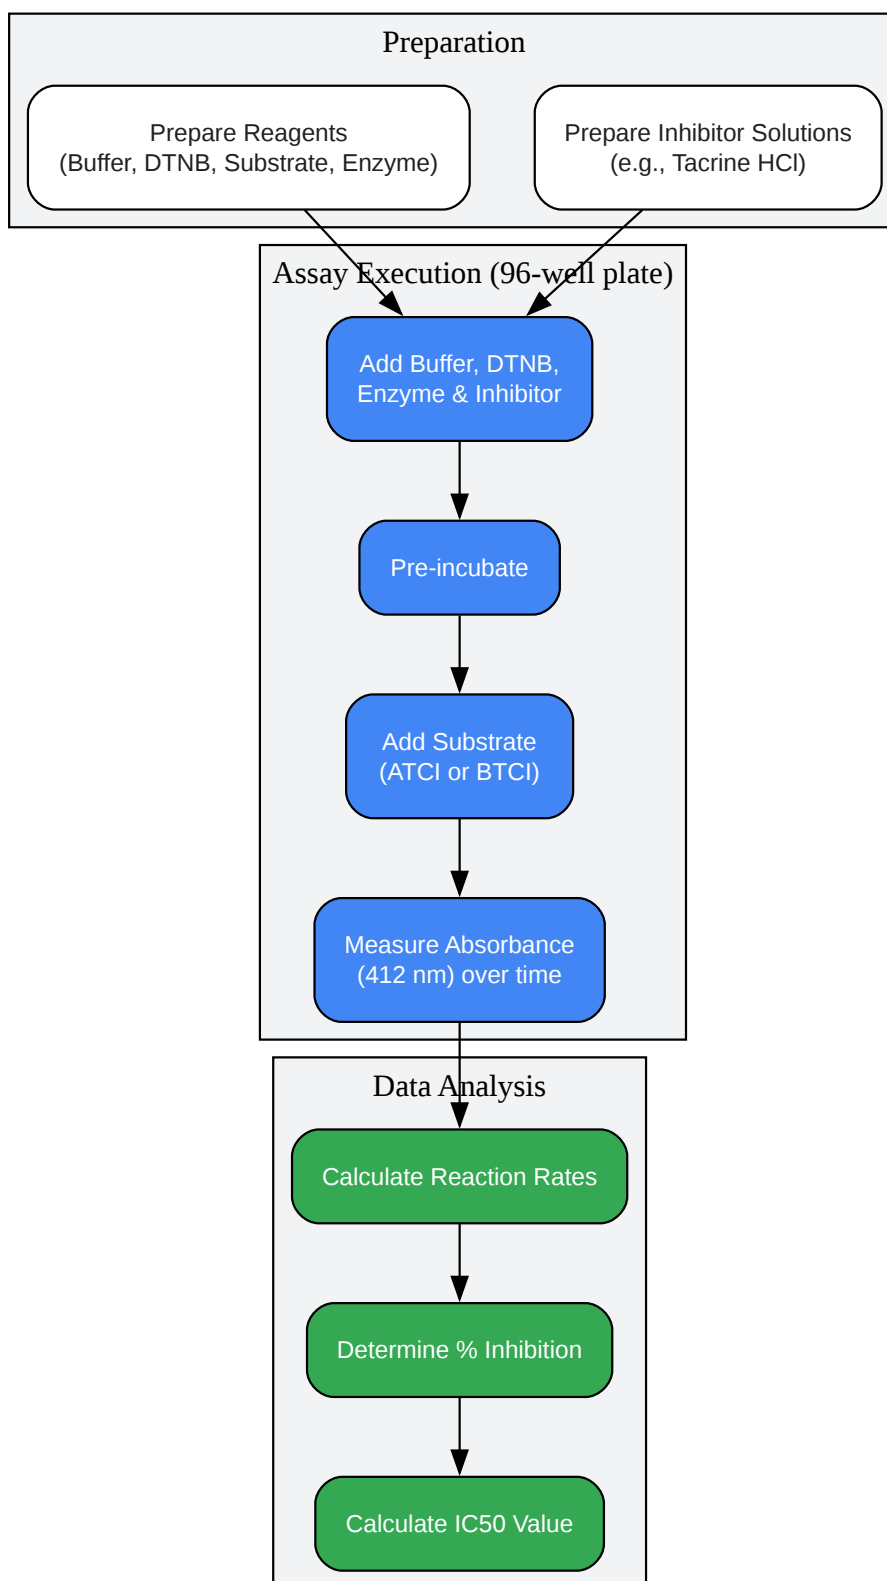 Preparation
Prepare Reagents
(Buffer, DTNB, Substrate, Enzyme)
Prepare Inhibitor Solutions
(e.g., Tacrine HCl)
Assay Execution (96-well plate)
Add Buffer, DTNB,
Enzyme & Inhibitor
Pre-incubate
Add Substrate
(ATCI or BTCI)
Measure Absorbance
(412 nm) over time
Data Analysis
Calculate Reaction Rates
Determine % Inhibition
Calculate IC50 Value